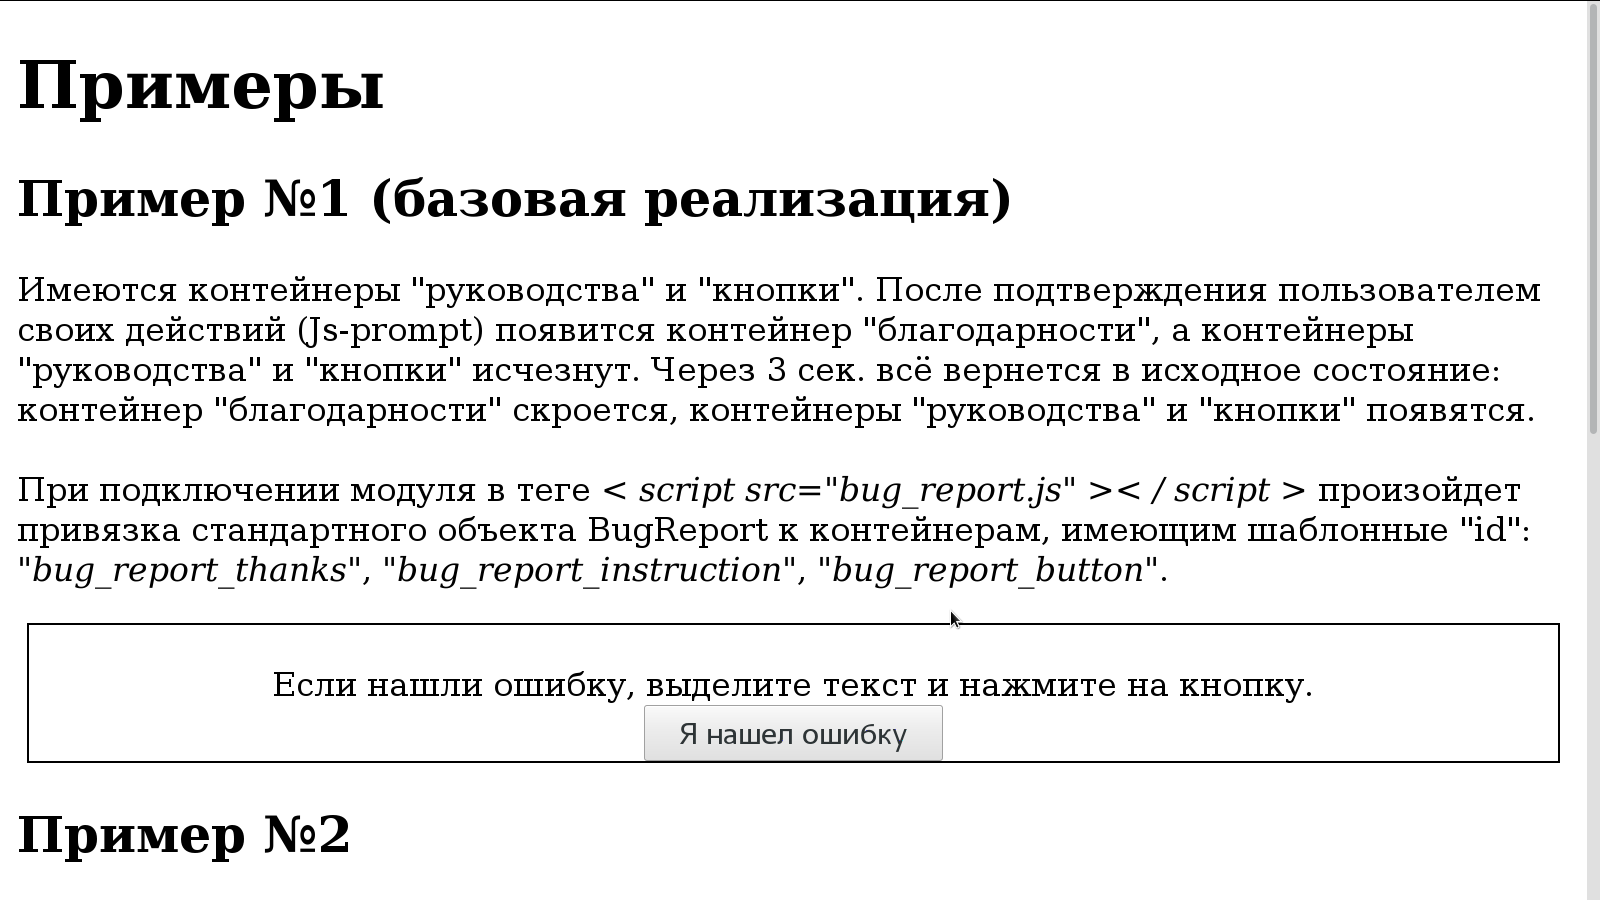 Примеры
Пример №1 (базовая реализация)
Имеются контейнеры "руководства" и "кнопки". После подтверждения пользователем
своих действий (Js-prompt) появится контейнер "благодарности", а контейнеры
"руководства" и "кнопки" исчезнут. Через 3 сек. всё вернется в исходное состояние:
контейнер "благодарности" скроется, контейнеры "руководства" и "кнопки" появятся.
При подключении модуля в теге < script src="bug_report.js" >< / script > произойдет
привязка стандартного объекта BugReport к контейнерам, имеющим шаблонные "id":
"bug_report_thanks", "bug_report_instruction", "bug_report_button".
Если нашли ошибку, выделите текст и нажмите на кнопку.
Я нашел ошибку
Пример №2